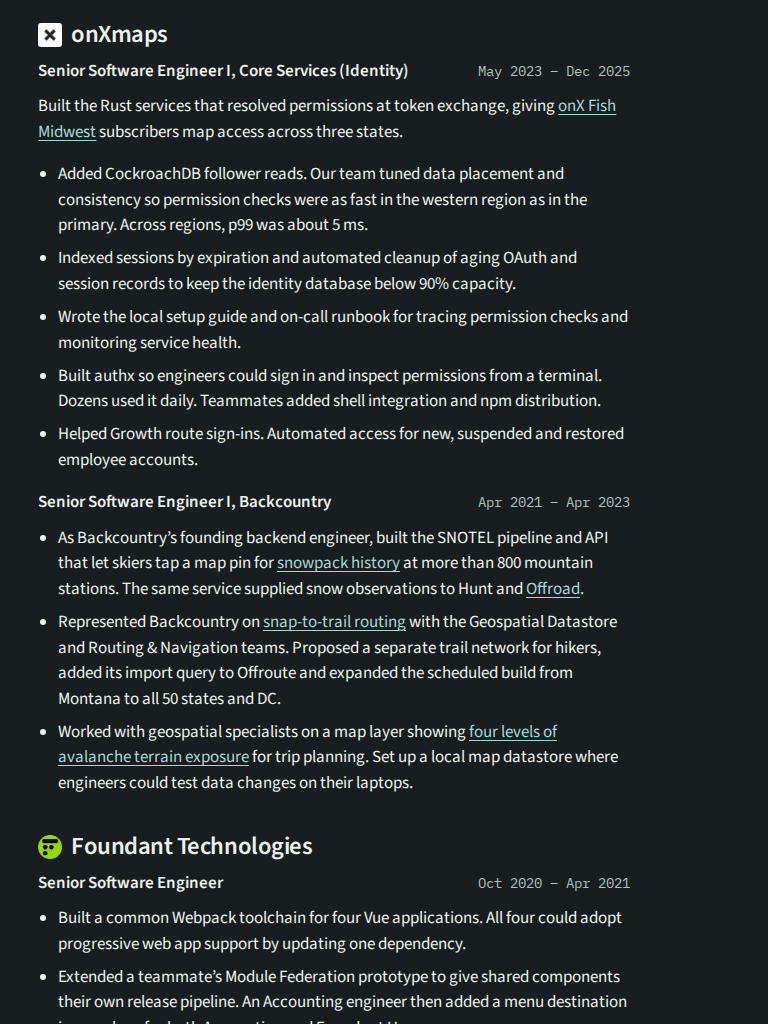 onXmaps
Senior Software Engineer I, Core Services (Identity) May 2023 – Dec 2025
Built the Rust services that resolved permissions at token exchange, giving onX Fish
Midwest subscribers map access across three states.
• Added CockroachDB follower reads. Our team tuned data placement and
consistency so permission checks were as fast in the western region as in the
primary. Across regions, p99 was about 5 ms.
• Indexed sessions by expiration and automated cleanup of aging OAuth and
session records to keep the identity database below 90% capacity.
• Wrote the local setup guide and on-call runbook for tracing permission checks and
monitoring service health.
• Built authx so engineers could sign in and inspect permissions from a terminal.
Dozens used it daily. Teammates added shell integration and npm distribution.
• Helped Growth route sign-ins. Automated access for new, suspended and restored
employee accounts.
Senior Software Engineer I, Backcountry Apr 2021 – Apr 2023
• As Backcountry’s founding backend engineer, built the SNOTEL pipeline and API
that let skiers tap a map pin for snowpack history at more than 800 mountain
stations. The same service supplied snow observations to Hunt and Offroad.
• Represented Backcountry on snap-to-trail routing with the Geospatial Datastore
and Routing & Navigation teams. Proposed a separate trail network for hikers,
added its import query to Offroute and expanded the scheduled build from
Montana to all 50 states and DC.
• Worked with geospatial specialists on a map layer showing four levels of
avalanche terrain exposure for trip planning. Set up a local map datastore where
engineers could test data changes on their laptops.
Foundant Technologies
Senior Software Engineer Oct 2020 – Apr 2021
• Built a common Webpack toolchain for four Vue applications. All four could adopt
progressive web app support by updating one dependency.
• Extended a teammate’s Module Federation prototype to give shared components
their own release pipeline. An Accounting engineer then added a menu destination